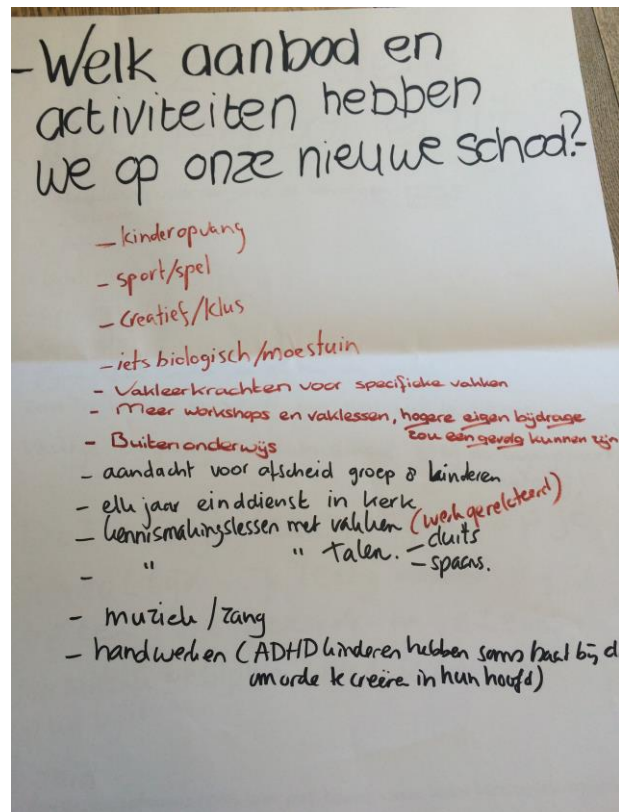 - Welk aanbod en
activiteiten hebben
we op onze nieuwe school?-
- kinderopvang
- sport/spel
- Creatief/klus
- iets biologisch/moestuin
- Vakleerkrachten voor specifieke vakken
- Meer workshops en vaklessen, hogere eigen bijdrage
zou een gevolg kunnen zijn
- Buitenonderwijs
- aandacht voor afscheid groep 8 kinderen
- elk jaar einddienst in kerk
- kennismakingslessen met vakken (werkgerelateerd)
- " " talen. - duits
- spaans.
- muziek / zang
- handwerken (ADHD kinderen hebben soms baat bij d
om orde te creëre in hun hoofd)